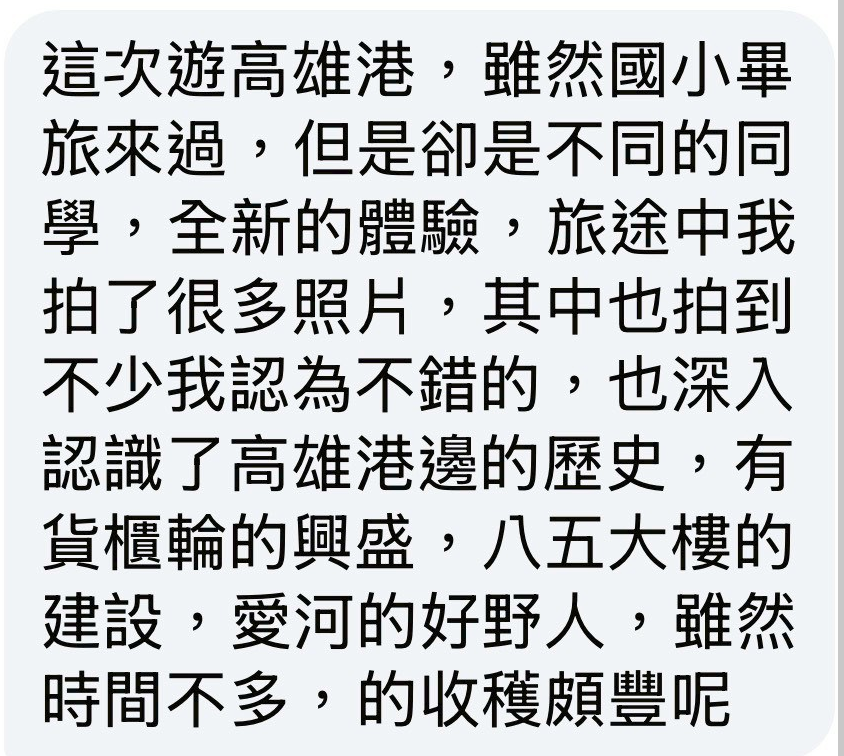 這次遊高雄港，雖然國小畢
旅來過，但是卻是不同的同
學，全新的體驗，旅途中我
拍了很多照片，其中也拍到
不少我認為不錯的，也深入
認識了高雄港邊的歷史，有
貨櫃輪的興盛，八五大樓的
建設，愛河的好野人，雖然
時間不多，的收穫頗豐呢